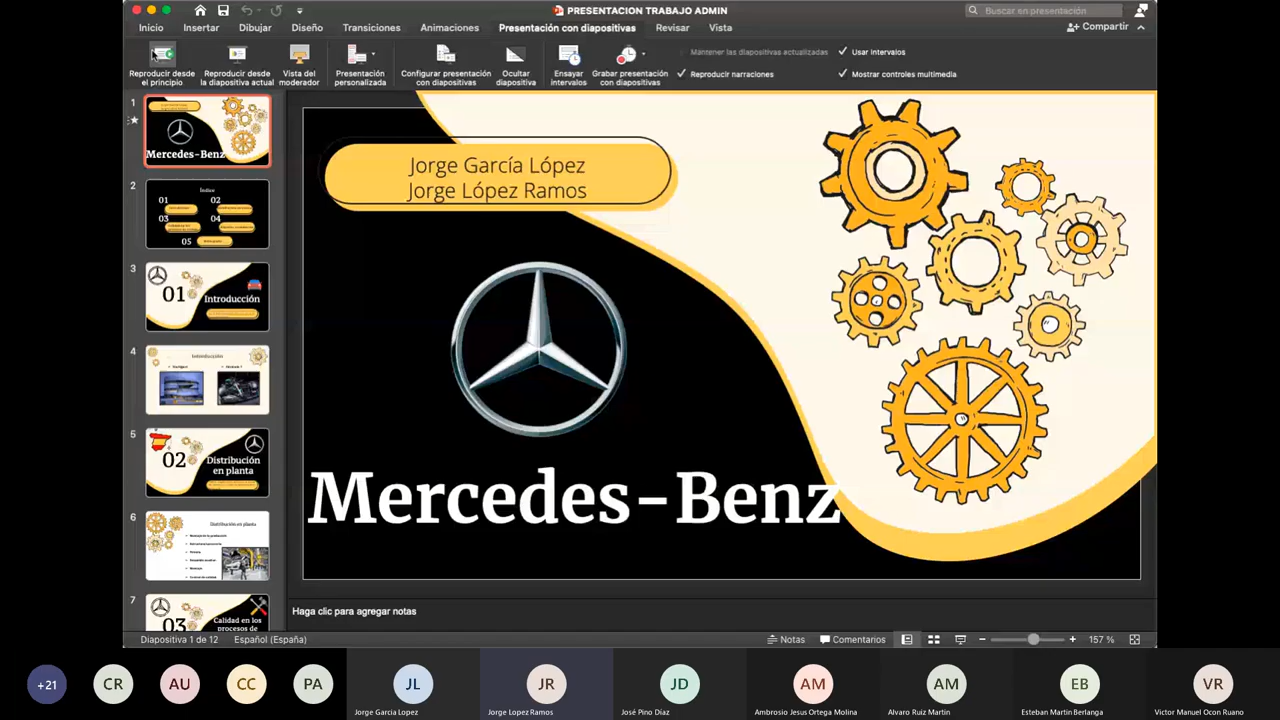 PRESENTACION TRABAJO ADMIN
Buscar en presentación
Inicio
Insertar
Dibujar
Diseño
Transiciones
Animaciones
Presentación con diapositivas
Revisar
Vista
Compartir
Reproducir desde el principio
Reproducir desde la diapositiva actual
Vista del moderador
Presentación personalizada
Configurar presentación con diapositivas
Ocultar diapositiva
Ensayar intervalos
Grabar presentación con diapositivas
Mantener las diapositivas actualizadas
Reproducir narraciones
Usar intervalos
Mostrar controles multimedia
1
Mercedes-Benz
2
Índice
01
02
03
04
05
3
01
Introducción
4
Introducción
5
02
Distribución
en planta
6
Distribución en planta
7
03
Calidad en los
procesos de
Jorge García López
Jorge López Ramos
Mercedes-Benz
Haga clic para agregar notas
Diapositiva 1 de 12
Español (España)
Notas
Comentarios
157 %
+21
CR
AU
CC
PA
JL
Jorge Garcia Lopez
JR
Jorge Lopez Ramos
JD
José Pino Díaz
AM
Ambrosio Jesus Ortega Molina
AM
Alvaro Ruiz Martin
EB
Esteban Martin Berlanga
VR
Victor Manuel Ocon Ruano